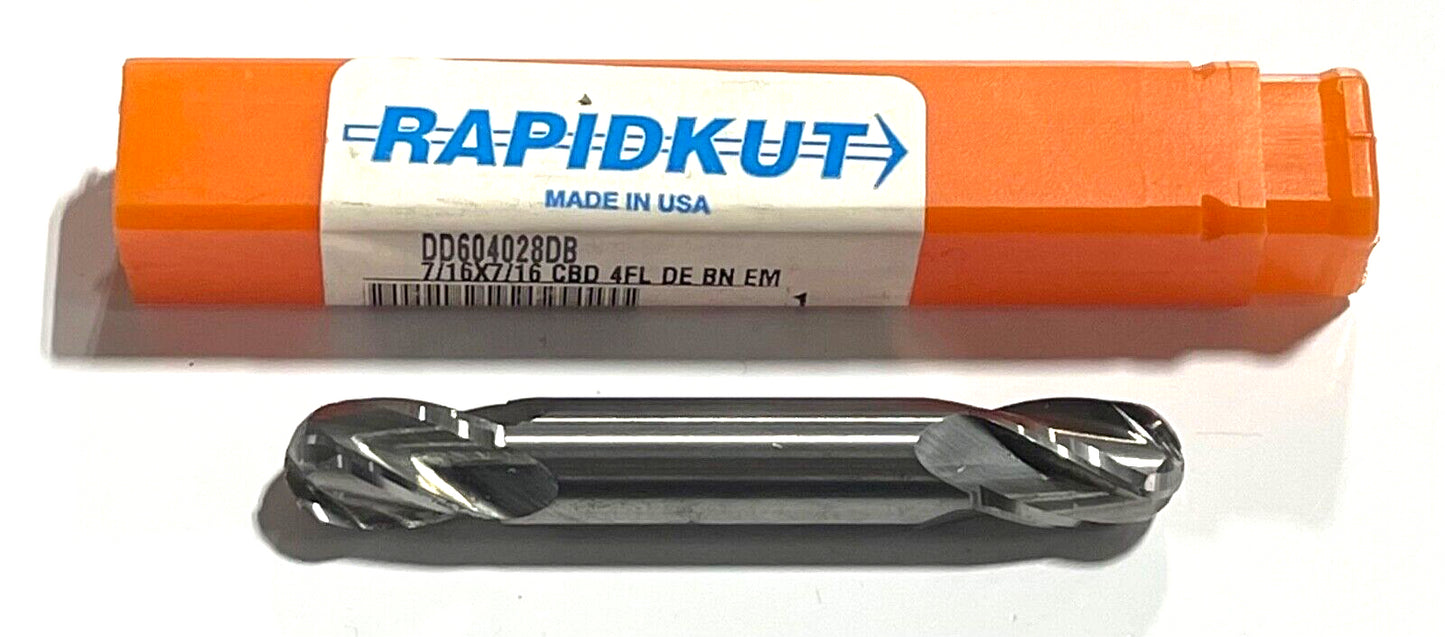 RAPIDKUT
MADE IN USA
DD604028DB
7/16X7/16 CBD 4FL DE BN EM
1